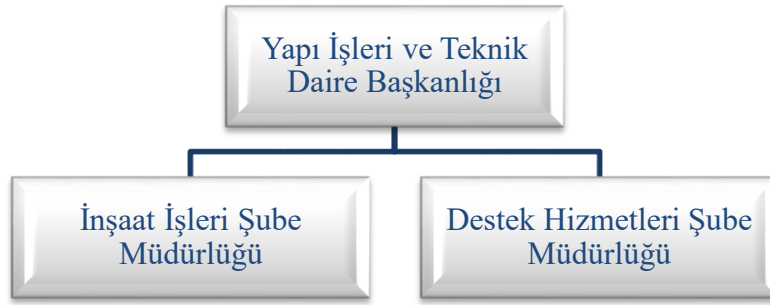 Yapı İşleri ve Teknik
Daire Başkanlığı
İnşaat İşleri Şube
Müdürlüğü
Destek Hizmetleri Şube
Müdürlüğü